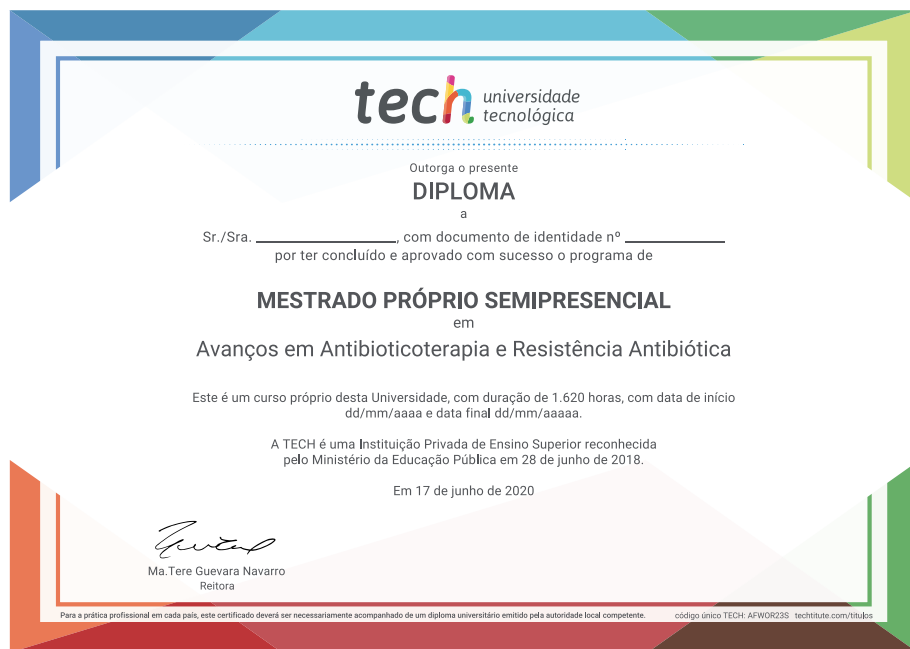 tech universidade
tecnológica
Outorga o presente
DIPLOMA
a
Sr./Sra. ________________, com documento de identidade nº ____________
por ter concluído e aprovado com sucesso o programa de
MESTRADO PRÓPRIO SEMIPRESENCIAL
em
Avanços em Antibioticoterapia e Resistência Antibiótica
Este é um curso próprio desta Universidade, com duração de 1.620 horas, com data de início
dd/mm/aaaa e data final dd/mm/aaaaa.
A TECH é uma Instituição Privada de Ensino Superior reconhecida
pelo Ministério da Educação Pública em 28 de junho de 2018.
Em 17 de junho de 2020
Ma.Tere Guevara Navarro
Reitora
Para a prática profissional em cada país, este certificado deverá ser necessariamente acompanhado de um diploma universitário emitido pela autoridade local competente. código único TECH: AFWOR23S techtitute.com/titulos